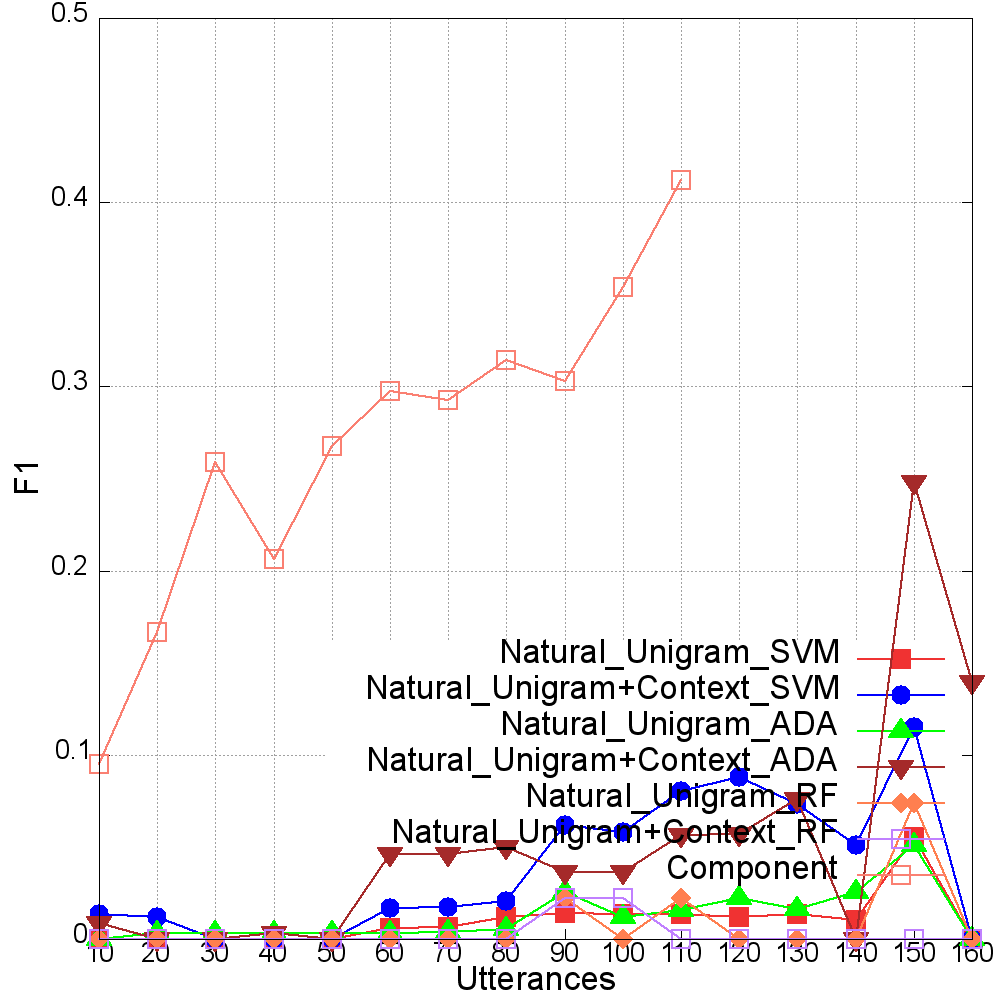 0.5
0.4
0.3
0.2
0.1
0
F1
Natural_Unigram_SVM
Natural_Unigram+Context_SVM
Natural_Unigram_ADA
Natural_Unigram+Context_ADA
Natural_Unigram_RF
Natural_Unigram+Context_RF
Component
10 20 30 40 50 60 70 80 90 100 110 120 130 140 150 160
Utterances